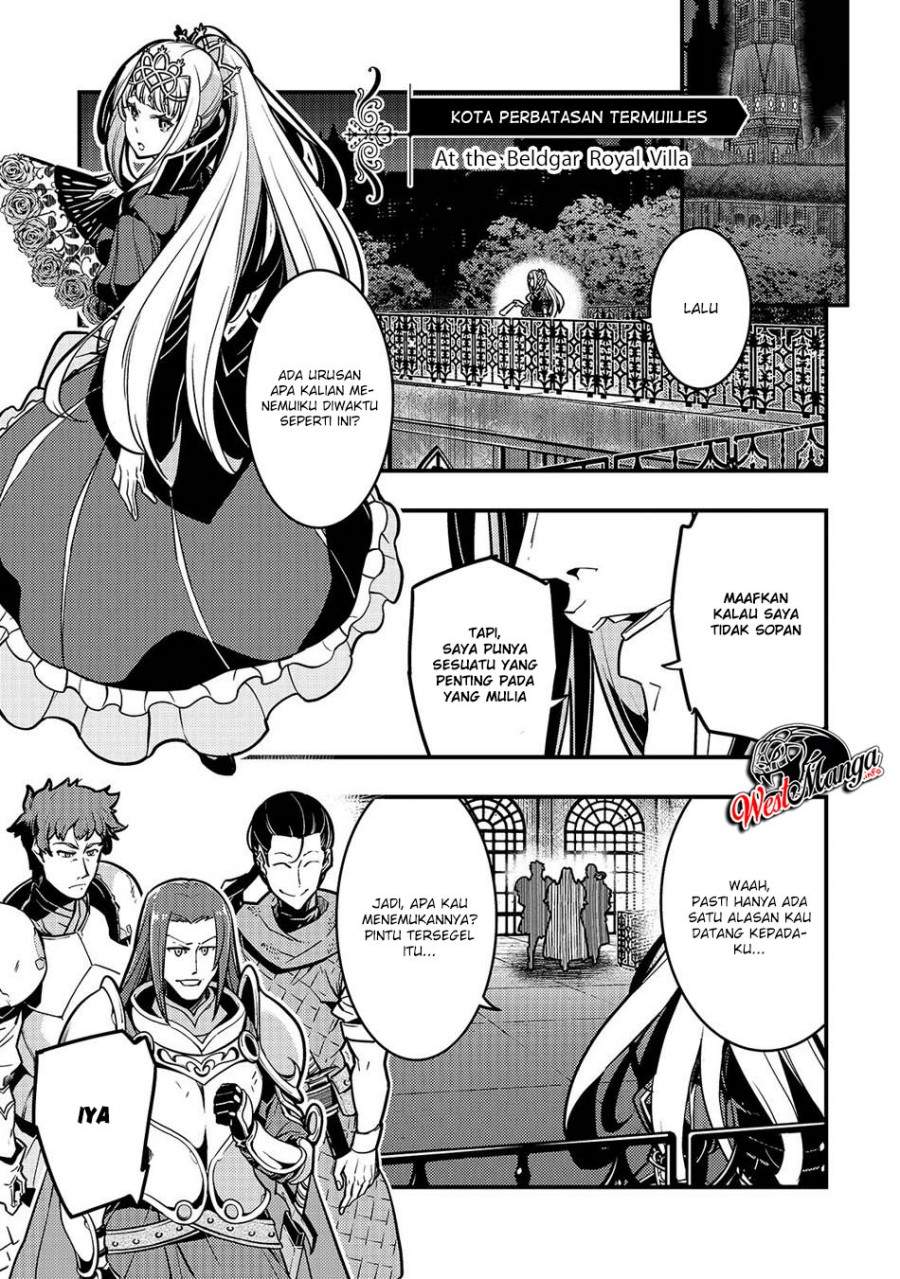 KOTA PERBATASAN TERMUILLES
At the Beldgar Royal Villa
LALU
ADA URUSAN
APA KALIAN ME-
NEMUIKU DIWAKTU
SEPERTI INI?
MAAFKAN
KALAU SAYA
TIDAK SOPAN
TAPI,
SAYA PUNYA
SESUATU YANG
PENTING PADA
YANG MULIA
WestManga
.info
WAAH,
PASTI HANYA ADA
SATU ALASAN KAU
DATANG KEPADA-
KU...
JADI, APA KAU
MENEMUKANNYA?
PINTU TERSEGEL
ITU...
IYA